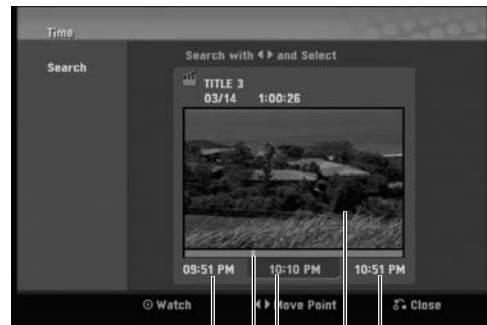 Time
Search
Search with ◀ ▶ and Select
TITLE 3
03/14 1:00:26
09:51 PM 10:10 PM 10:51 PM
⊙ Watch ◀ ▶ Move Point Close